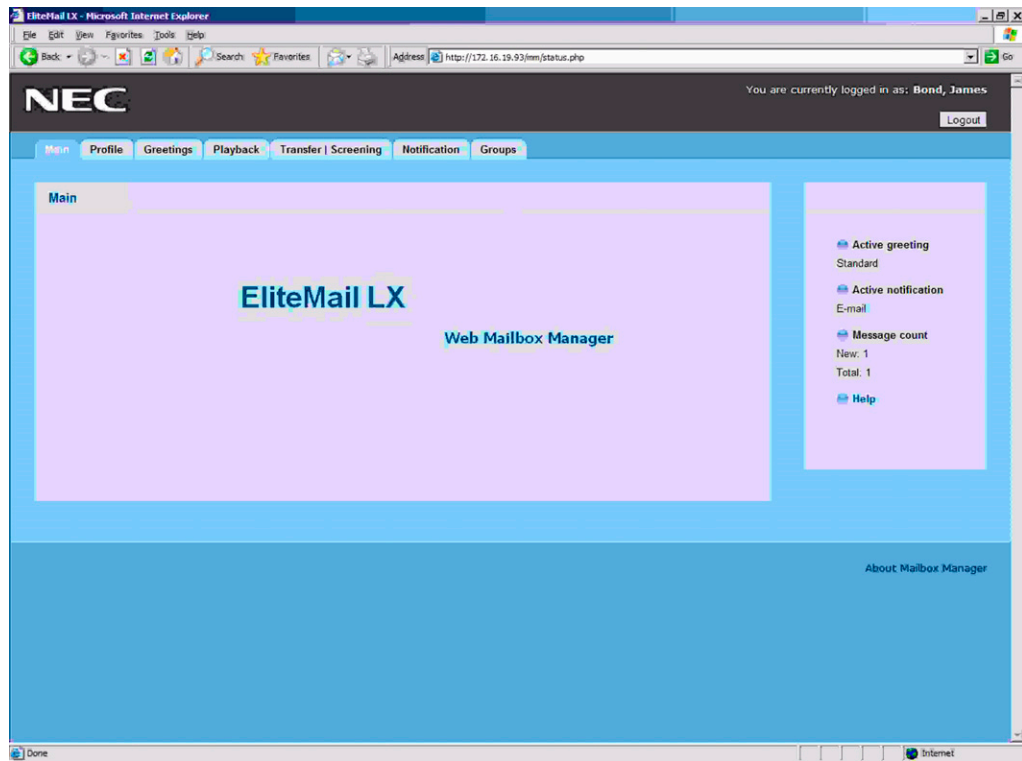 EliteMail LX - Microsoft Internet Explorer
File Edit View Favorites Tools Help
Back Search Favorites Address http://172.16.19.93/mm/status.php Go
NEC
You are currently logged in as: Bond, James
Logout
Main Profile Greetings Playback Transfer | Screening Notification Groups
Main
EliteMail LX
Web Mailbox Manager
Active greeting
Standard
Active notification
E-mail
Message count
New: 1
Total: 1
Help
About Mailbox Manager
Done Internet